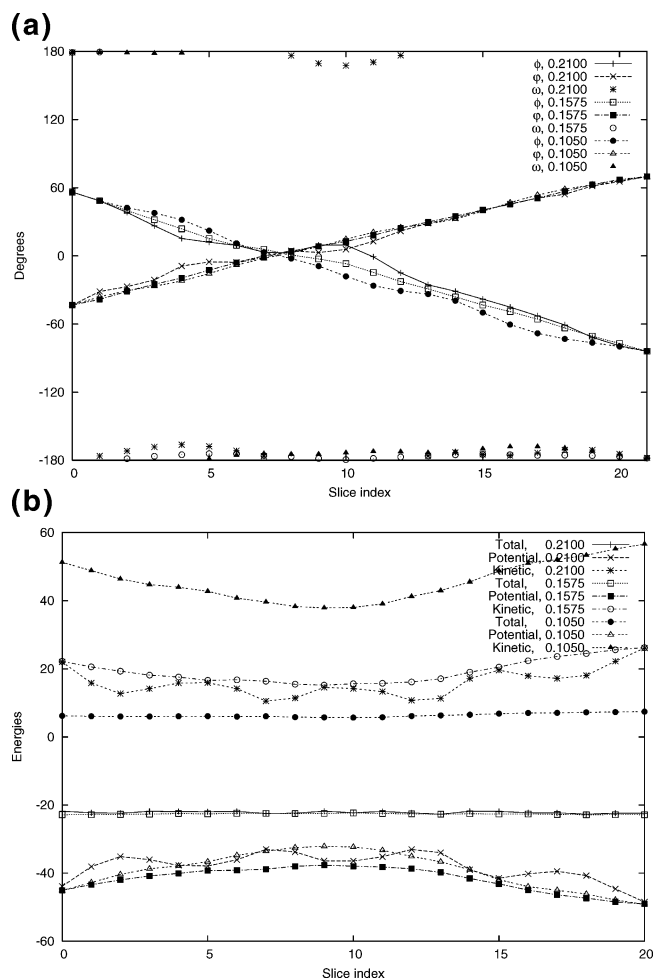 (a)
180
120
60
0
-60
-120
-180
Degrees
0 5 10 15 20
Slice index
ϕ, 0.2100
φ, 0.2100
ω, 0.2100
ϕ, 0.1575
φ, 0.1575
ω, 0.1575
ϕ, 0.1050
φ, 0.1050
ω, 0.1050
(b)
60
40
20
0
-20
-40
-60
Energies
0 5 10 15 20
Slice index
Total, 0.2100
Potential, 0.2100
Kinetic, 0.2100
Total, 0.1575
Potential, 0.1575
Kinetic, 0.1575
Total, 0.1050
Potential, 0.1050
Kinetic, 0.1050